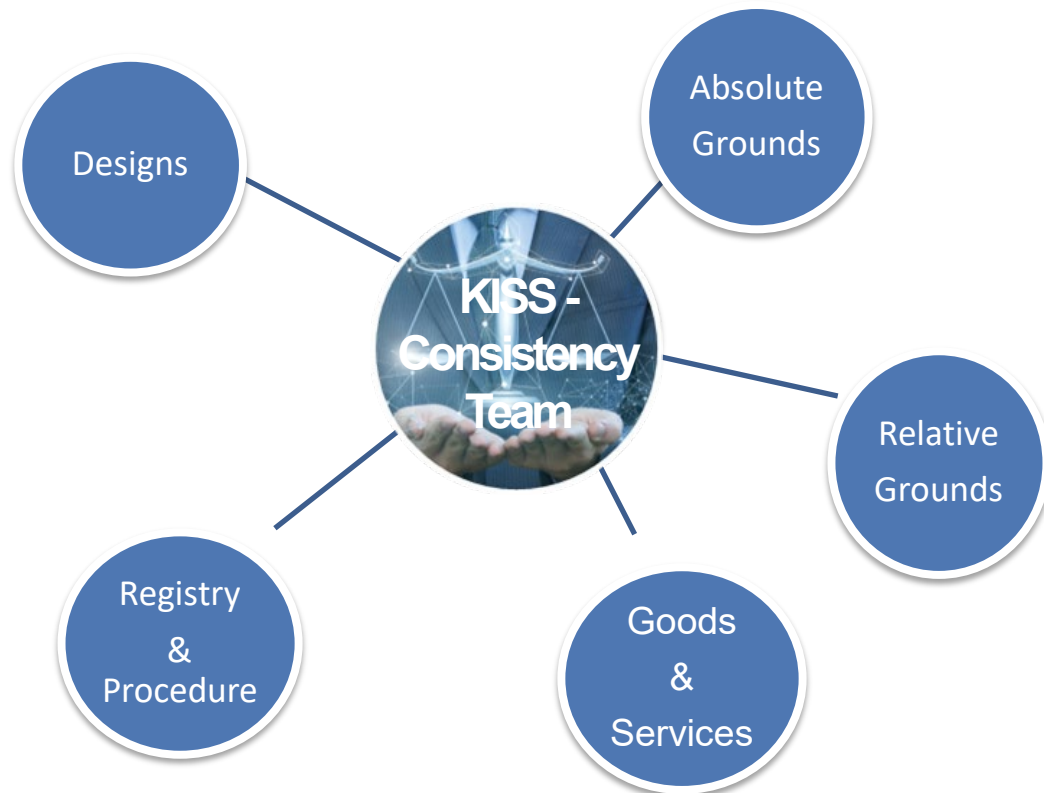 Designs
Absolute
Grounds
KISS -
Consistency
Team
Relative
Grounds
Registry
&
Procedure
Goods
&
Services